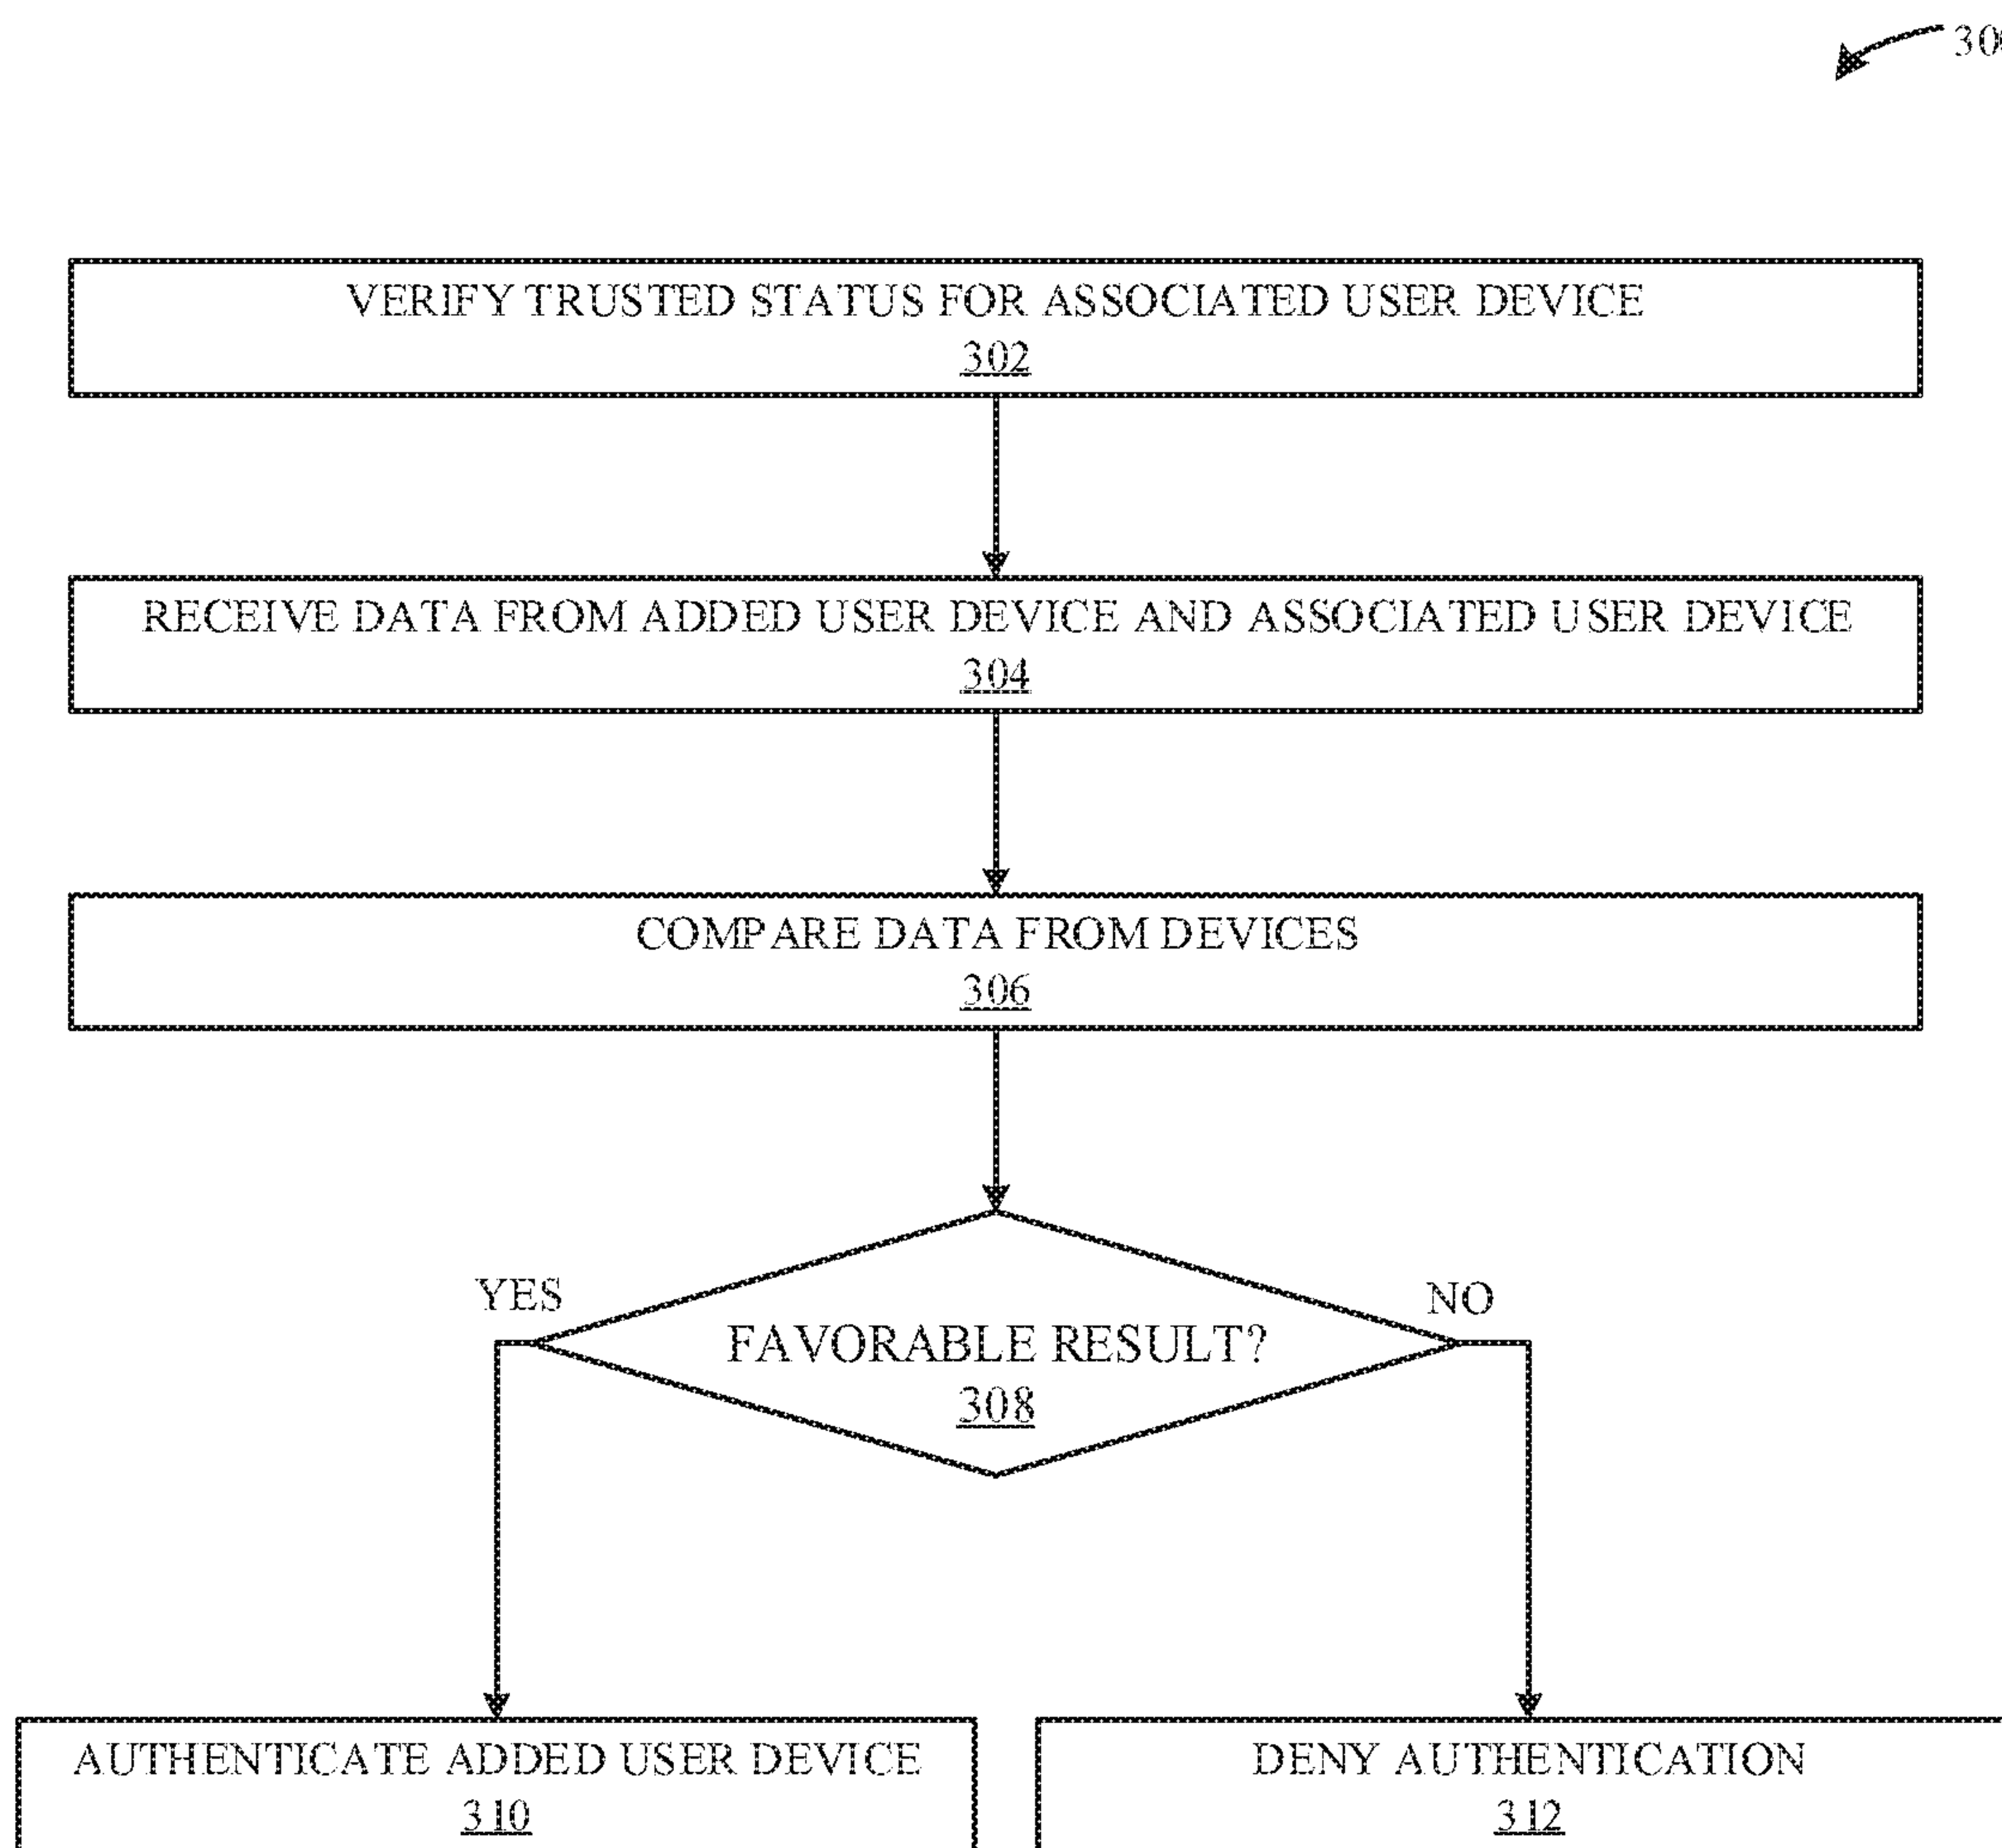 VERIFY TRUSTED STATUS FOR ASSOCIATED USER DEVICE
302
RECEIVE DATA FROM ADDED USER DEVICE AND ASSOCIATED USER DEVICE
304
COMPARE DATA FROM DEVICES
306
YES
NO
FAVORABLE RESULT?
308
AUTHENTICATE ADDED USER DEVICE
310
DENY AUTHENTICATION
312